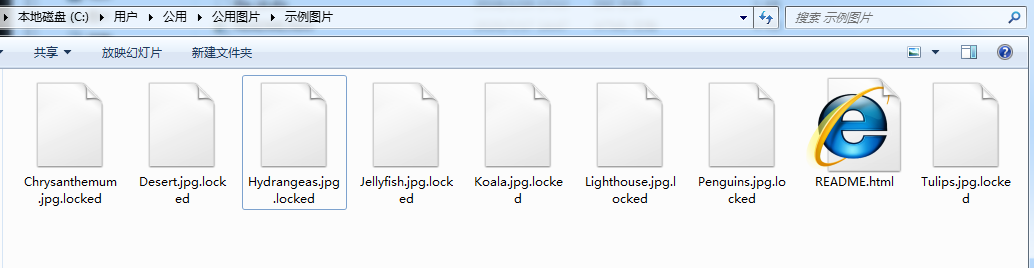 本地磁盘 (C:) 用户 公用 公用图片 示例图片 搜索 示例图片
共享 放映幻灯片 新建文件夹
Chrysanthemum
.jpg.locked
Desert.jpg.lock
ed
Hydrangeas.jpg
.locked
Jellyfish.jpg.lock
ed
Koala.jpg.locke
d
Lighthouse.jpg.l
ocked
Penguins.jpg.lo
cked
README.html
Tulips.jpg.locke
d